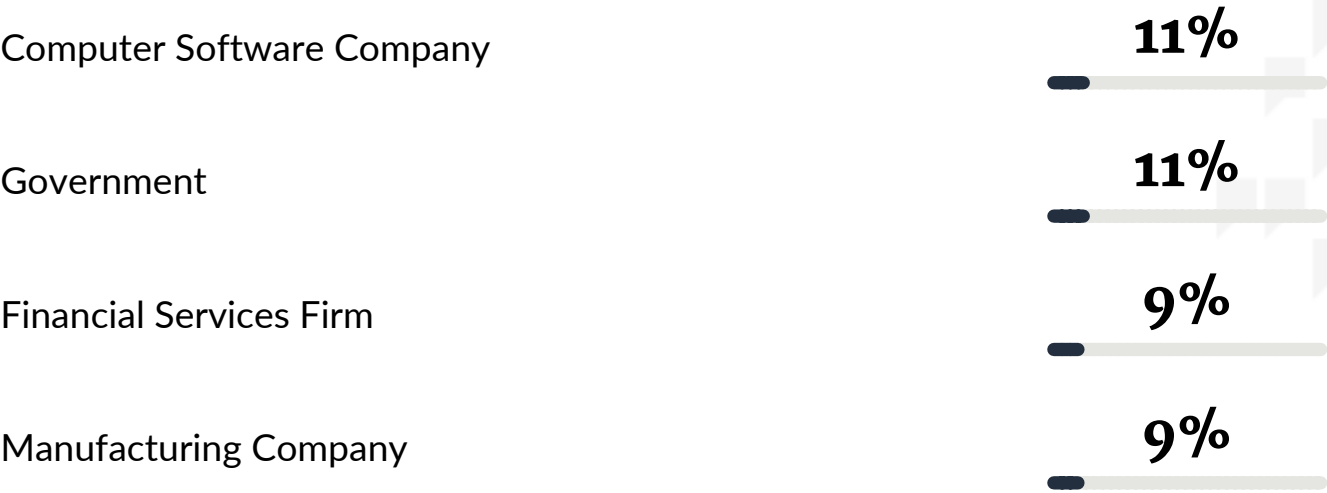 Computer Software Company
11%
Government
11%
Financial Services Firm
9%
Manufacturing Company
9%